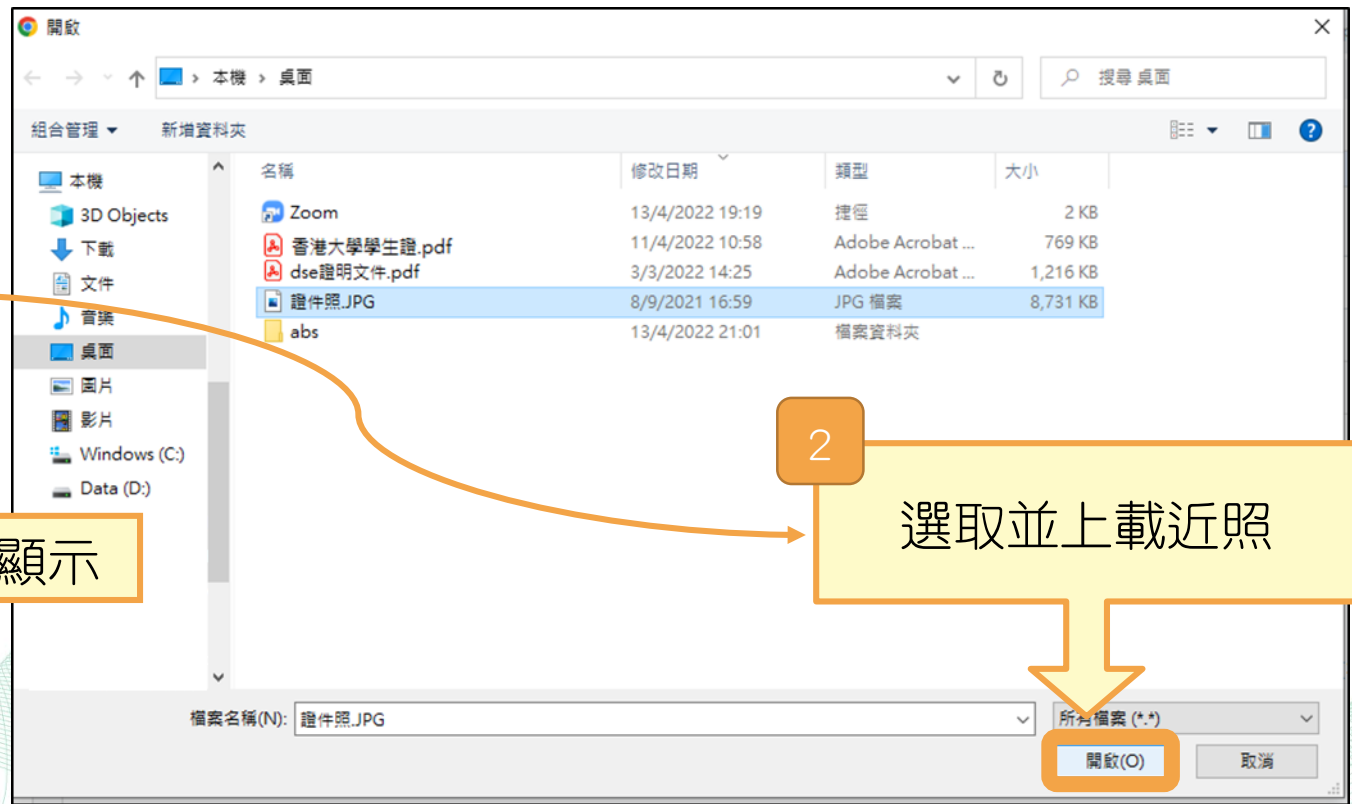 開啟
本機 › 桌面
搜尋 桌面
組合管理
新增資料夾
名稱 修改日期 類型 大小
本機
3D Objects
下載
文件
音樂
桌面
圖片
影片
Windows (C:)
Data (D:)
Zoom 13/4/2022 19:19 捷徑 2 KB
香港大學學生證.pdf 11/4/2022 10:58 Adobe Acrobat ... 769 KB
dse證明文件.pdf 3/3/2022 14:25 Adobe Acrobat ... 1,216 KB
證件照.JPG 8/9/2021 16:59 JPG 檔案 8,731 KB
abs 13/4/2022 21:01 檔案資料夾
2
選取並上載近照
顯示
檔案名稱(N): 證件照.JPG
所有檔案 (*.*)
開啟(O) 取消